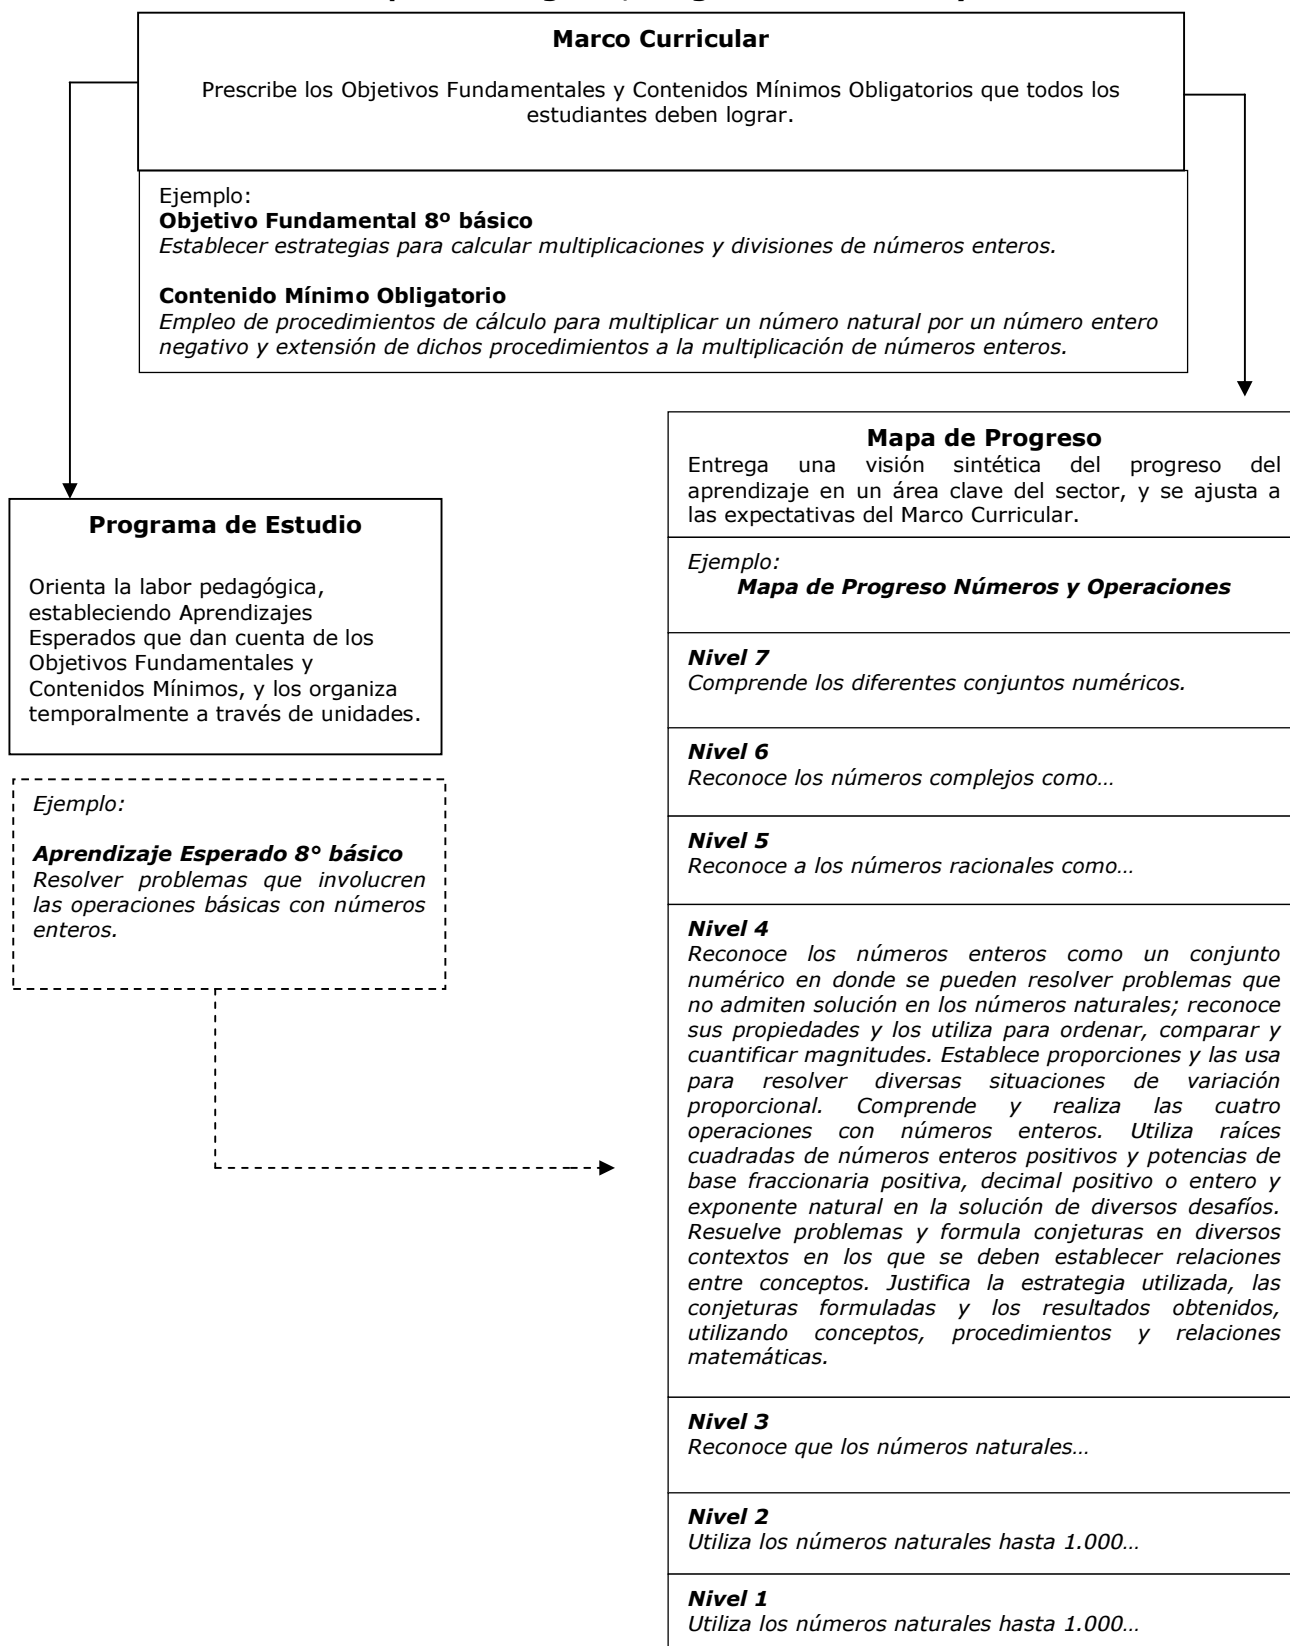 Marco Curricular
Prescribe los Objetivos Fundamentales y Contenidos Mínimos Obligatorios que todos los
estudiantes deben lograr.
Ejemplo:
Objetivo Fundamental 8º básico
Establecer estrategias para calcular multiplicaciones y divisiones de números enteros.
Contenido Mínimo Obligatorio
Empleo de procedimientos de cálculo para multiplicar un número natural por un número entero
negativo y extensión de dichos procedimientos a la multiplicación de números enteros.
Programa de Estudio
Orienta la labor pedagógica,
estableciendo Aprendizajes
Esperados que dan cuenta de los
Objetivos Fundamentales y
Contenidos Mínimos, y los organiza
temporalmente a través de unidades.
Ejemplo:
Aprendizaje Esperado 8° básico
Resolver problemas que involucren
las operaciones básicas con números
enteros.
Mapa de Progreso
Entrega una visión sintética del progreso del
aprendizaje en un área clave del sector, y se ajusta a
las expectativas del Marco Curricular.
Ejemplo:
Mapa de Progreso Números y Operaciones
Nivel 7
Comprende los diferentes conjuntos numéricos.
Nivel 6
Reconoce los números complejos como…
Nivel 5
Reconoce a los números racionales como…
Nivel 4
Reconoce los números enteros como un conjunto
numérico en donde se pueden resolver problemas que
no admiten solución en los números naturales; reconoce
sus propiedades y los utiliza para ordenar, comparar y
cuantificar magnitudes. Establece proporciones y las usa
para resolver diversas situaciones de variación
proporcional. Comprende y realiza las cuatro
operaciones con números enteros. Utiliza raíces
cuadradas de números enteros positivos y potencias de
base fraccionaria positiva, decimal positivo o entero y
exponente natural en la solución de diversos desafíos.
Resuelve problemas y formula conjeturas en diversos
contextos en los que se deben establecer relaciones
entre conceptos. Justifica la estrategia utilizada, las
conjeturas formuladas y los resultados obtenidos,
utilizando conceptos, procedimientos y relaciones
matemáticas.
Nivel 3
Reconoce que los números naturales…
Nivel 2
Utiliza los números naturales hasta 1.000…
Nivel 1
Utiliza los números naturales hasta 1.000…